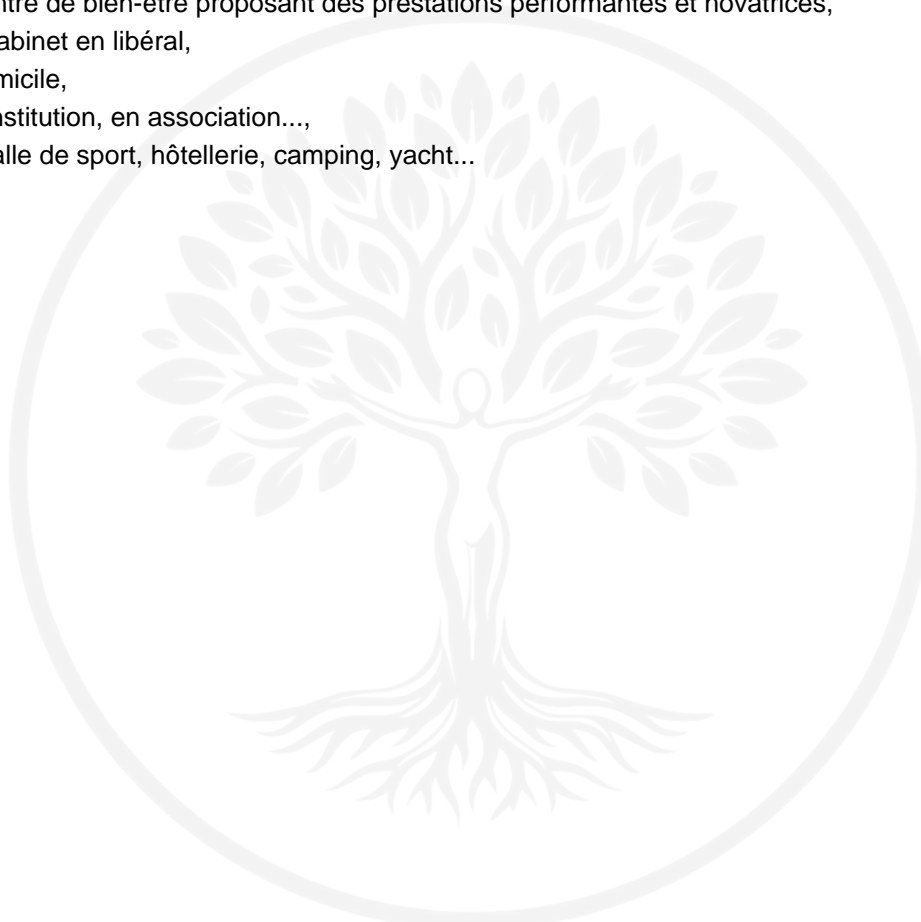 ntre de bien-être proposant des prestations performantes et novatrices,
abinet en libéral,
micile,
nstitution, en association...,
alle de sport, hôtellerie, camping, yacht...